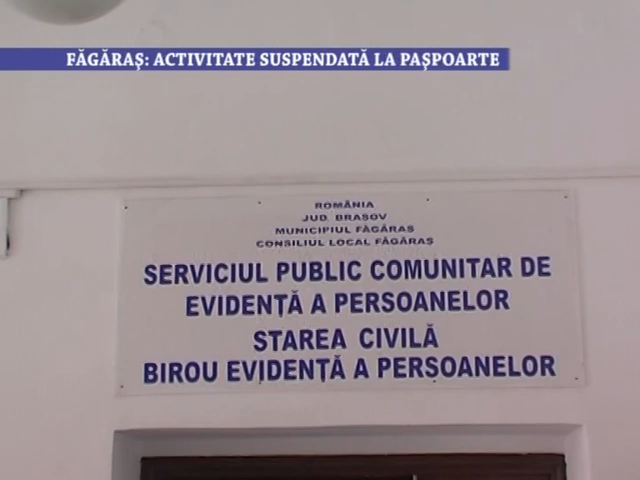 FĂGĂRAȘ: ACTIVITATE SUSPENDATĂ LA PAȘPOARTE
ROMÂNIA
JUD. BRAȘOV
MUNICIPIUL FĂGĂRAȘ
CONSILIUL LOCAL FĂGĂRAȘ
SERVICIUL PUBLIC COMUNITAR DE
EVIDENȚĂ A PERSOANELOR
STAREA CIVILĂ
BIROU EVIDENȚĂ A PERSOANELOR